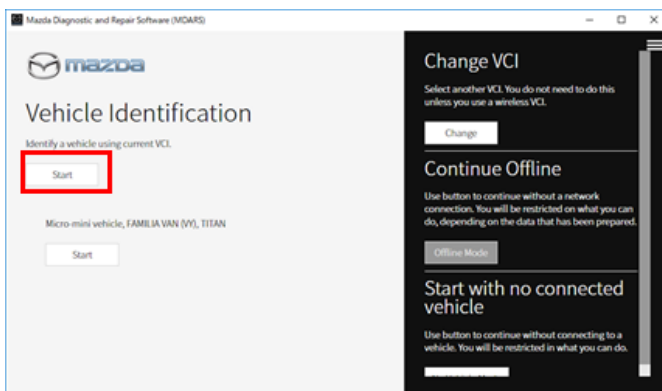 Mazda Diagnostic and Repair Software (MDARS)
mazda
Vehicle Identification
Identify a vehicle using current VCI.
Start
Micro-mini vehicle, FAMILIA VAN (VY), TITAN
Start
Change VCI
Select another VCI. You do not need to do this
unless you use a wireless VCI.
Change
Continue Offline
Use button to continue without a network
connection. You will be restricted on what you can
do, depending on the data that has been prepared.
Offline Mode
Start with no connected
vehicle
Use button to continue without connecting to a
vehicle. You will be restricted in what you can do.